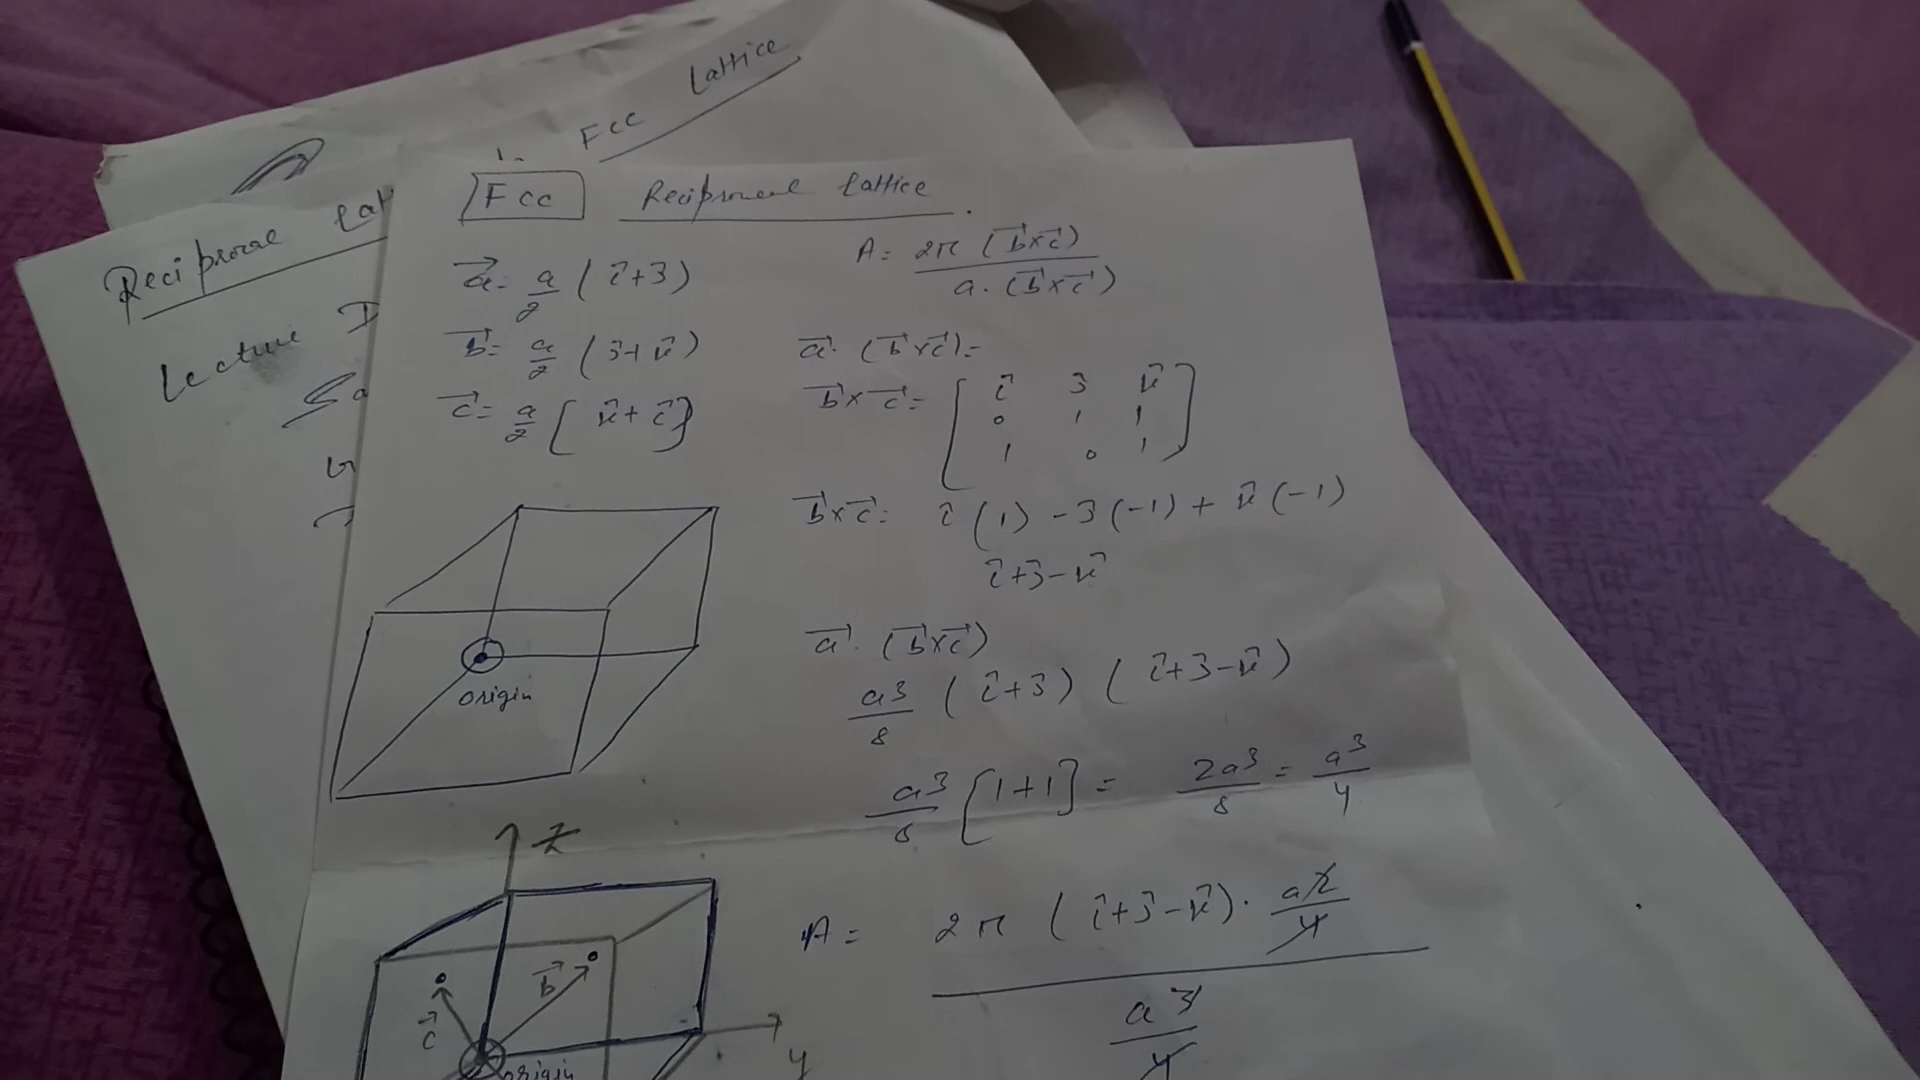 Fcc Lattice
Reciprocal Lat
Lecture D
Fcc Reciprocal Lattice.
a⃗ = a/2 (î+ĵ)
b⃗ = a/2 (ĵ+k̂)
c⃗ = a/2 [k̂+î]
A = 2π (b⃗×c⃗) / a·(b⃗×c⃗)
a⃗·(b⃗×c⃗)=
b⃗×c⃗ = [ î ĵ k̂
0 1 1
1 0 1 ]
b⃗×c⃗ = î(1) -ĵ(-1) + k̂(-1)
î+ĵ-k̂
a⃗·(b⃗×c⃗)
a³/8 (î+ĵ) (î+ĵ-k̂)
a³/8 [1+1] = 2a³/8 = a³/4
A = 2π (î+ĵ-k̂)· a²/4
a³/4
origin
z
b⃗
c⃗
y
origin